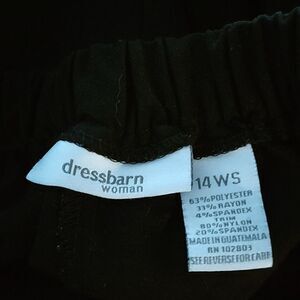 dressbarn
woman
14WS
63% POLYESTER
33% RAYON
4% SPANDEX
TRIM
80% NYLON
20% SPANDEX
MADE IN GUATEMALA
RN 102803
SEE REVERSE FOR CARE